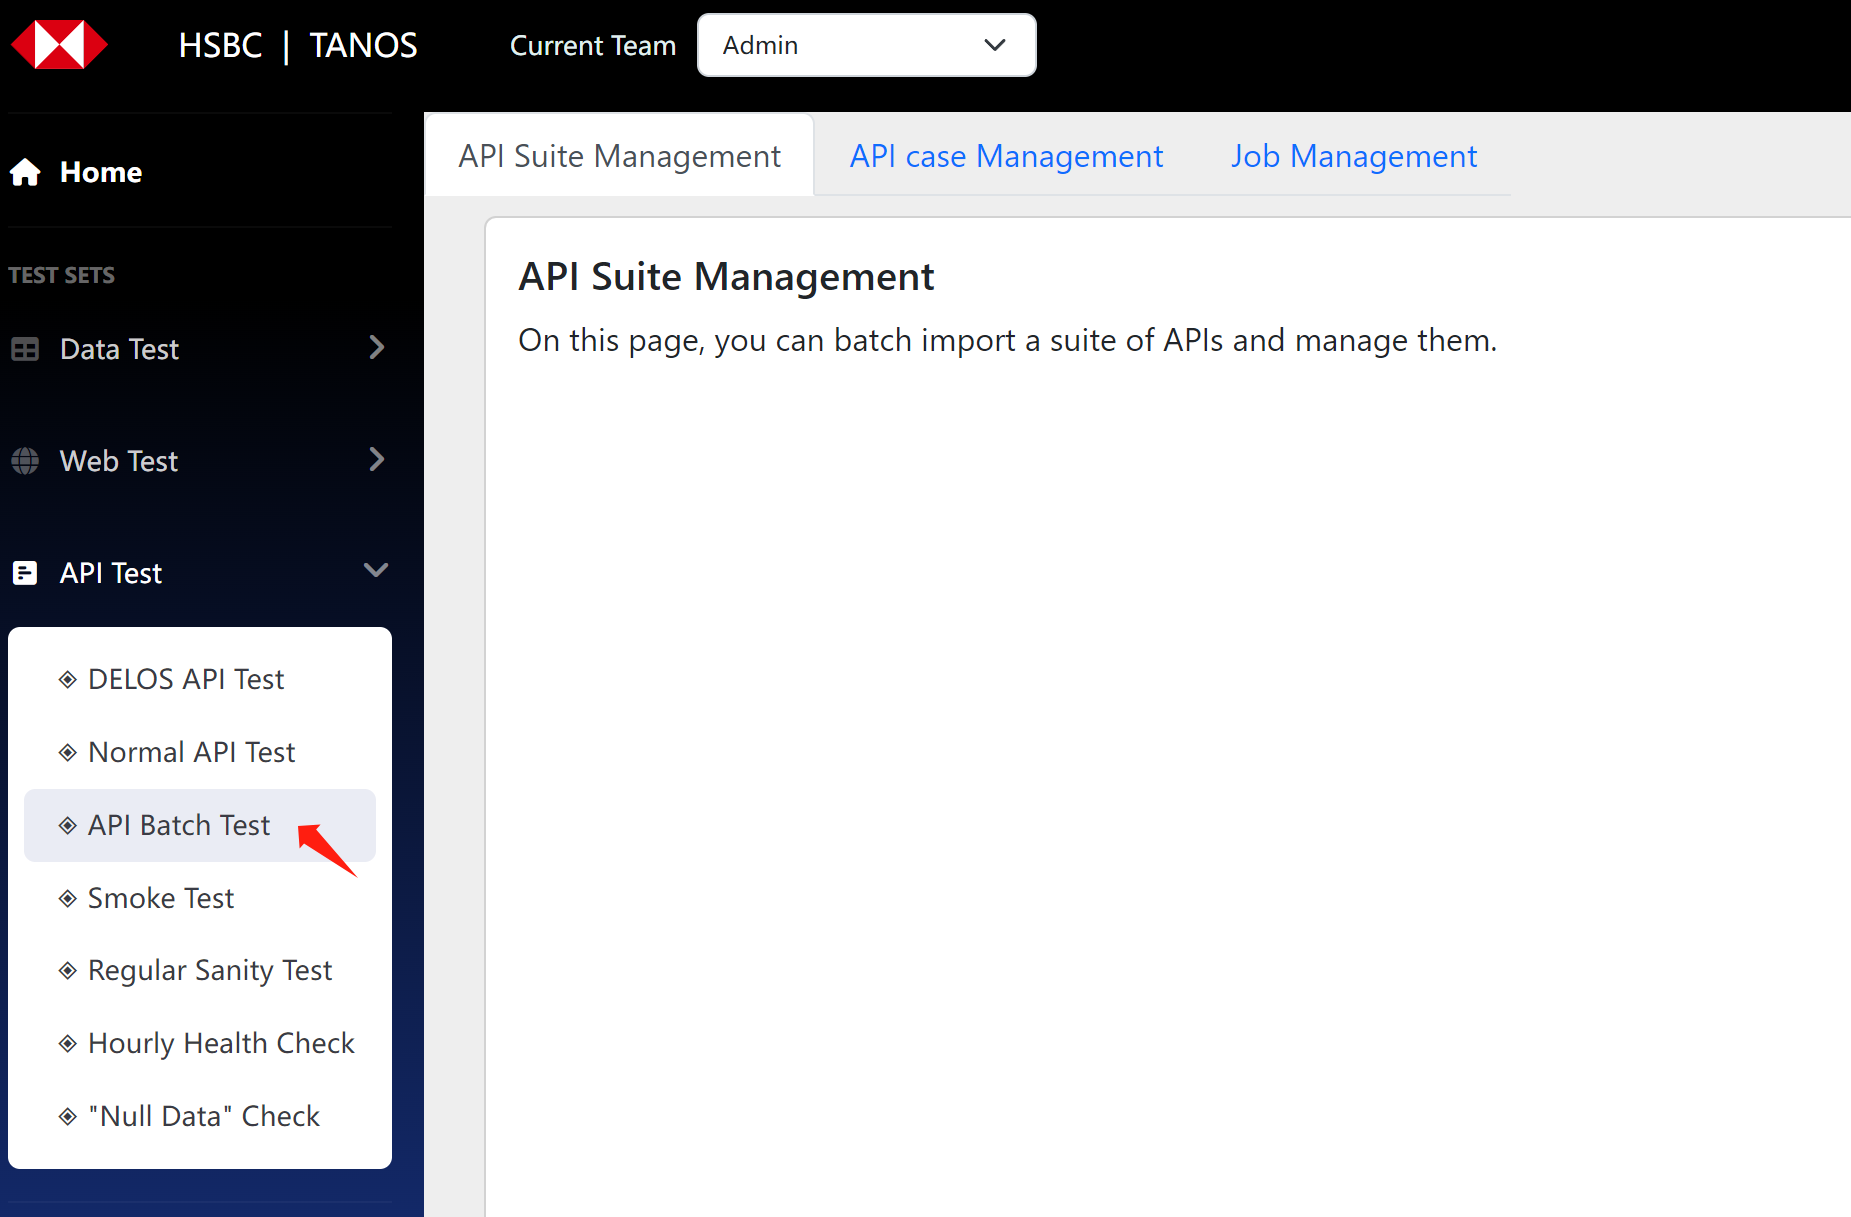 HSBC | TANOS
Current Team
Admin
Home
TEST SETS
Data Test
Web Test
API Test
DELOS API Test
Normal API Test
API Batch Test
Smoke Test
Regular Sanity Test
Hourly Health Check
"Null Data" Check
API Suite Management
API case Management
Job Management
API Suite Management
On this page, you can batch import a suite of APIs and manage them.